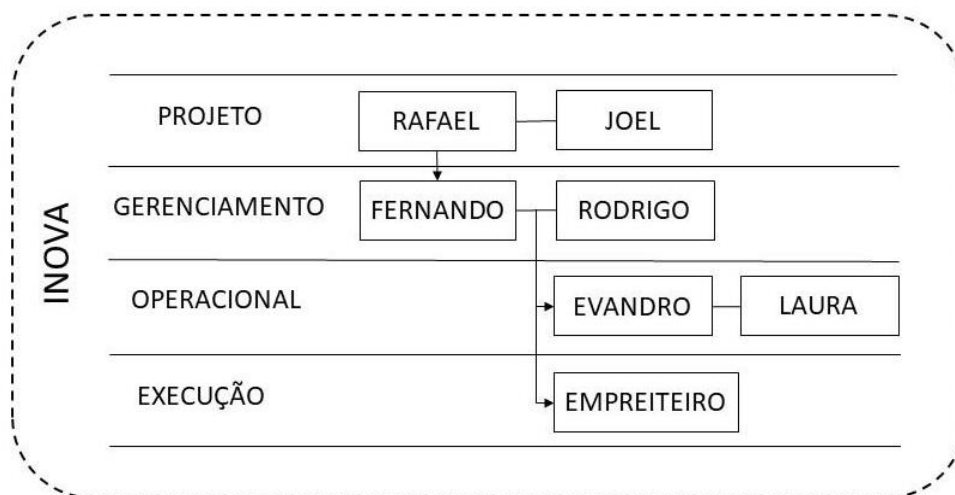 INOVA
PROJETO
RAFAEL
JOEL
GERENCIAMENTO
FERNANDO
RODRIGO
OPERACIONAL
EVANDRO
LAURA
EXECUÇÃO
EMPREITEIRO